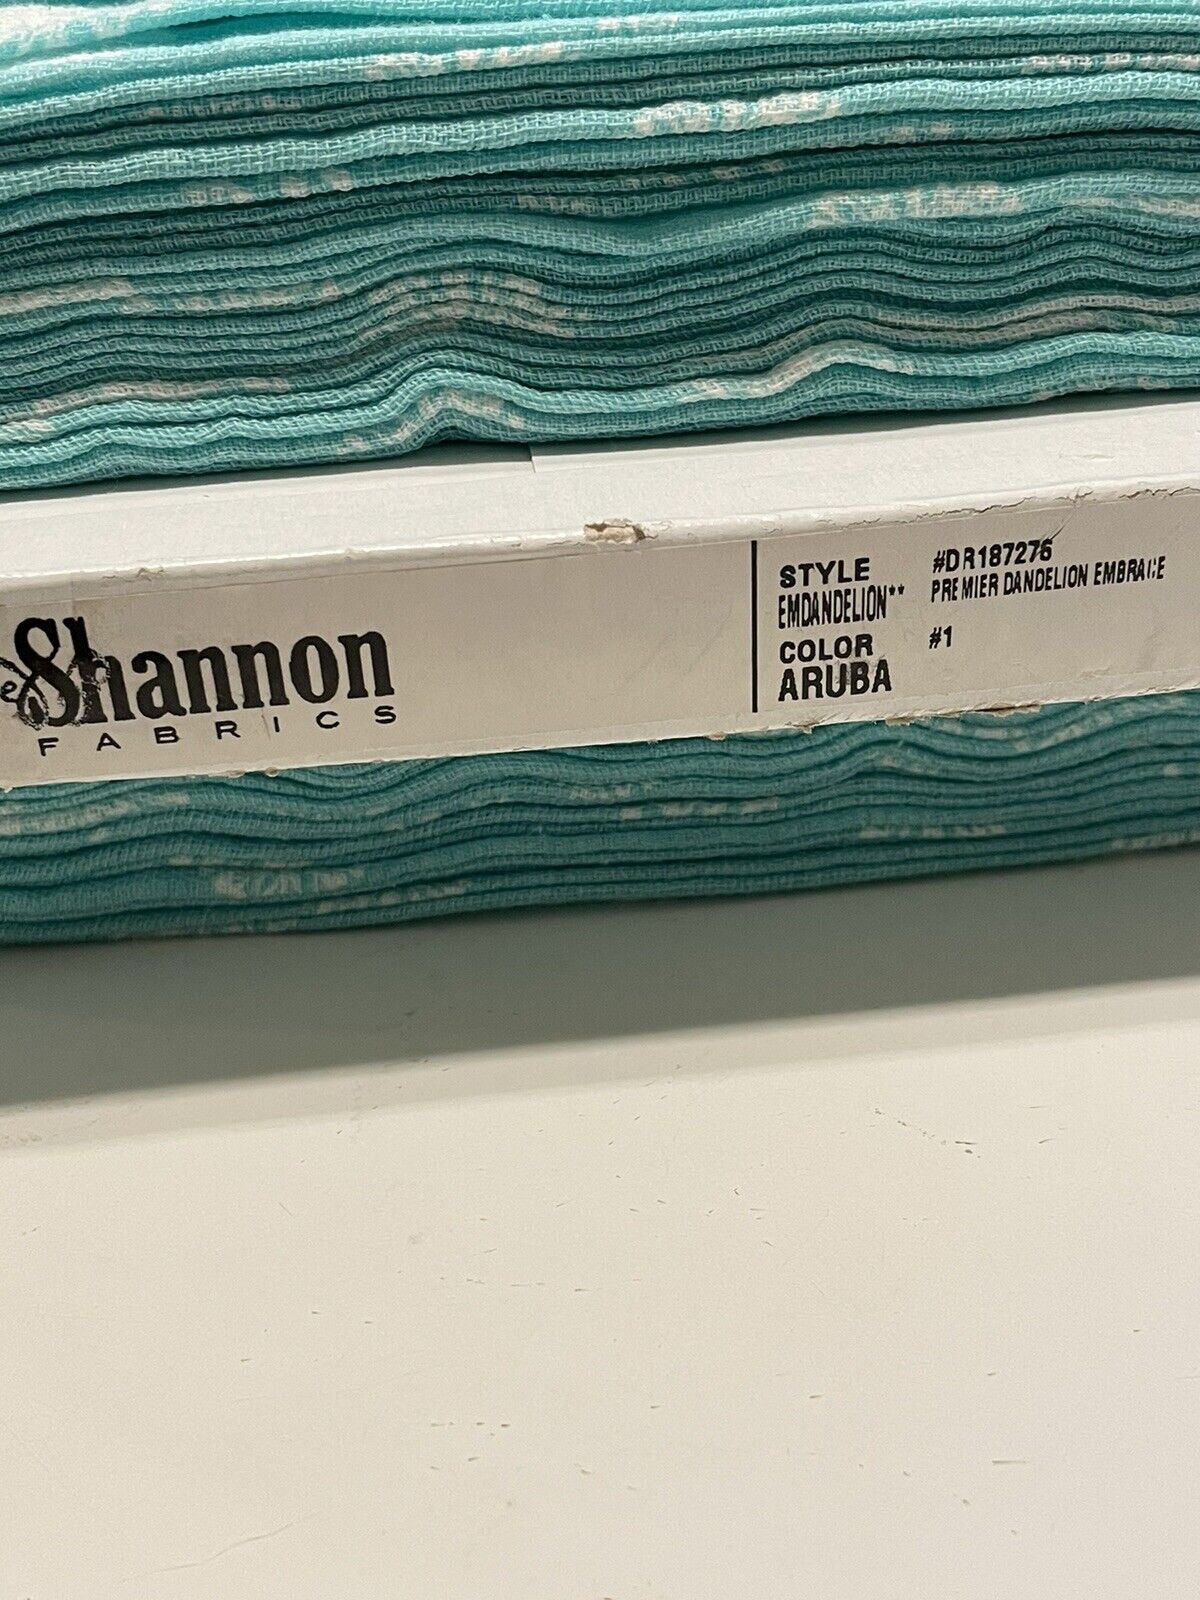 Shannon
FABRICS
STYLE #DR187276
EMDANDELION** PREMIER DANDELION EMBRACE
COLOR #1
ARUBA